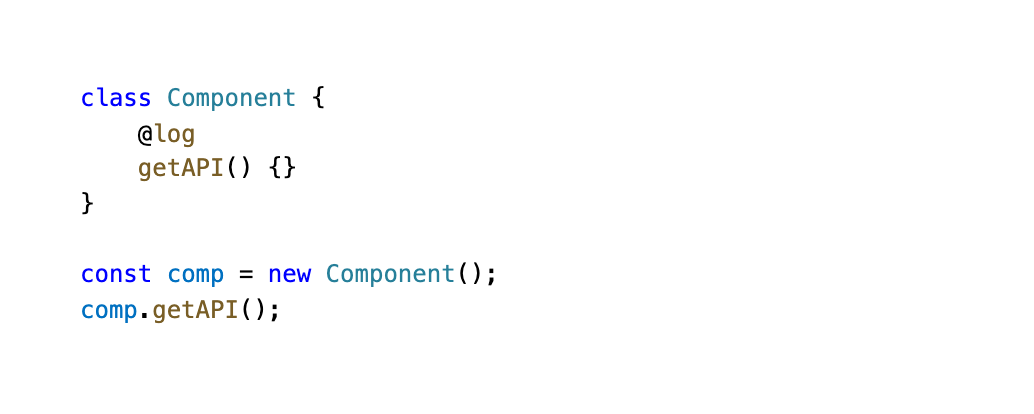 class Component {
    @log
    getAPI() {}
}

const comp = new Component();
comp.getAPI();